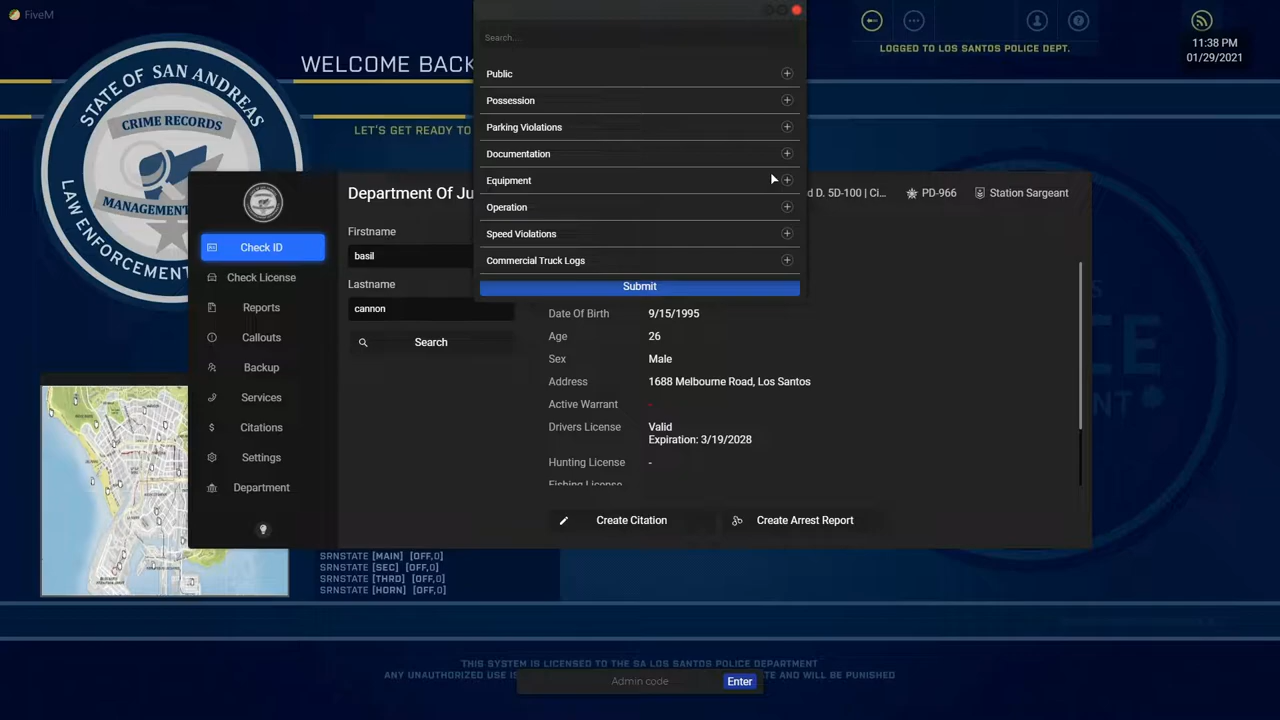 FiveM
STATE OF SAN ANDREAS
CRIME RECORDS
MANAGEMENT
LAW ENFORCEMENT
WELCOME BACK
LET'S GET READY TO
LOGGED TO LOS SANTOS POLICE DEPT.
11:38 PM
01/29/2021
Search....
Public
Possession
Parking Violations
Documentation
Equipment
Operation
Speed Violations
Commercial Truck Logs
Submit
Department Of Ju
d D. 5D-100 | Ci...
PD-966
Station Sargeant
Check ID
Check License
Reports
Callouts
Backup
Services
Citations
Settings
Department
Firstname
basil
Lastname
cannon
Search
Date Of Birth 9/15/1995
Age 26
Sex Male
Address 1688 Melbourne Road, Los Santos
Active Warrant -
Drivers License Valid
Expiration: 3/19/2028
Hunting License -
Fishing License
Create Citation
Create Arrest Report
SRNSTATE [MAIN] [OFF,0]
SRNSTATE [SEC] [OFF,0]
SRNSTATE [THRD] [OFF,0]
SRNSTATE [HORN] [OFF,0]
THIS SYSTEM IS LICENSED TO THE SA LOS SANTOS POLICE DEPARTMENT
ANY UNAUTHORIZED USE IS
TE AND WILL BE PUNISHED
Admin code
Enter